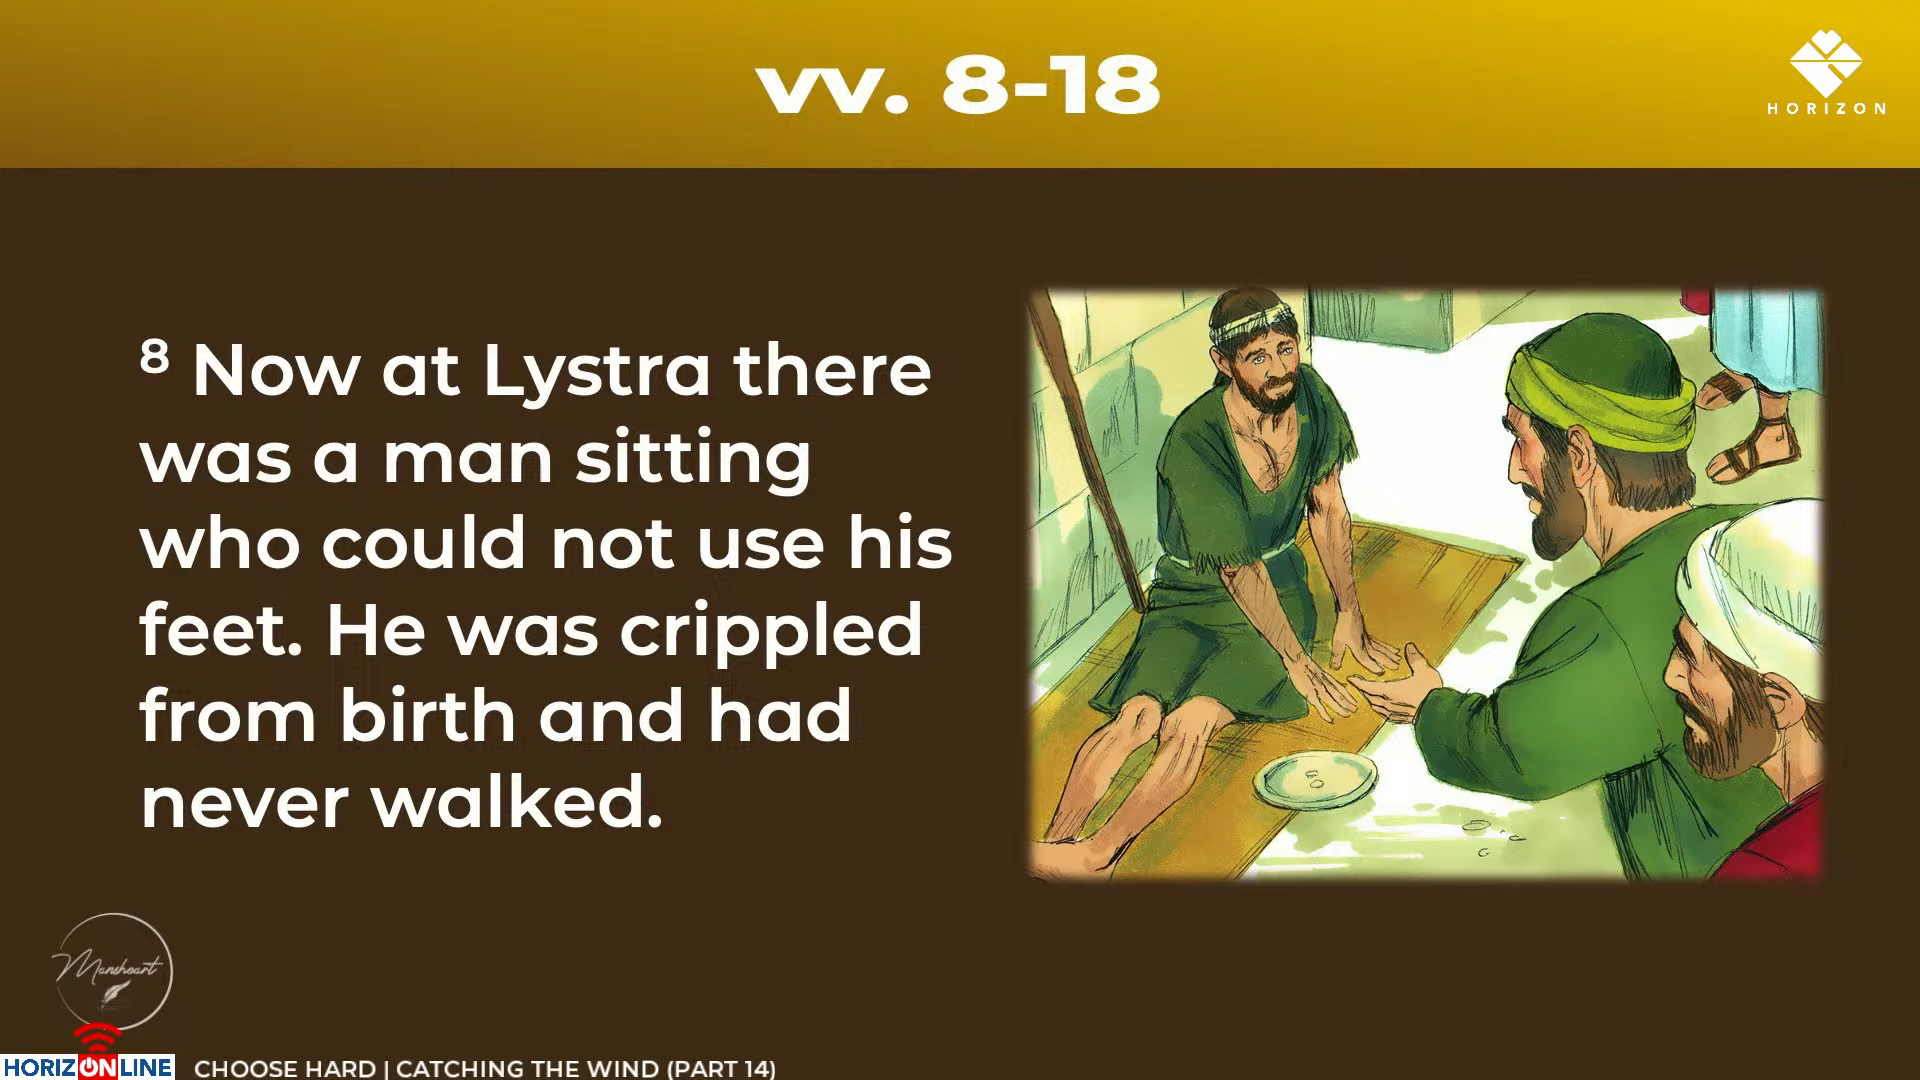 vv. 8-18
HORIZON
8 Now at Lystra there
was a man sitting
who could not use his
feet. He was crippled
from birth and had
never walked.
Mansheart
HORIZONLINE
CHOOSE HARD | CATCHING THE WIND (PART 14)